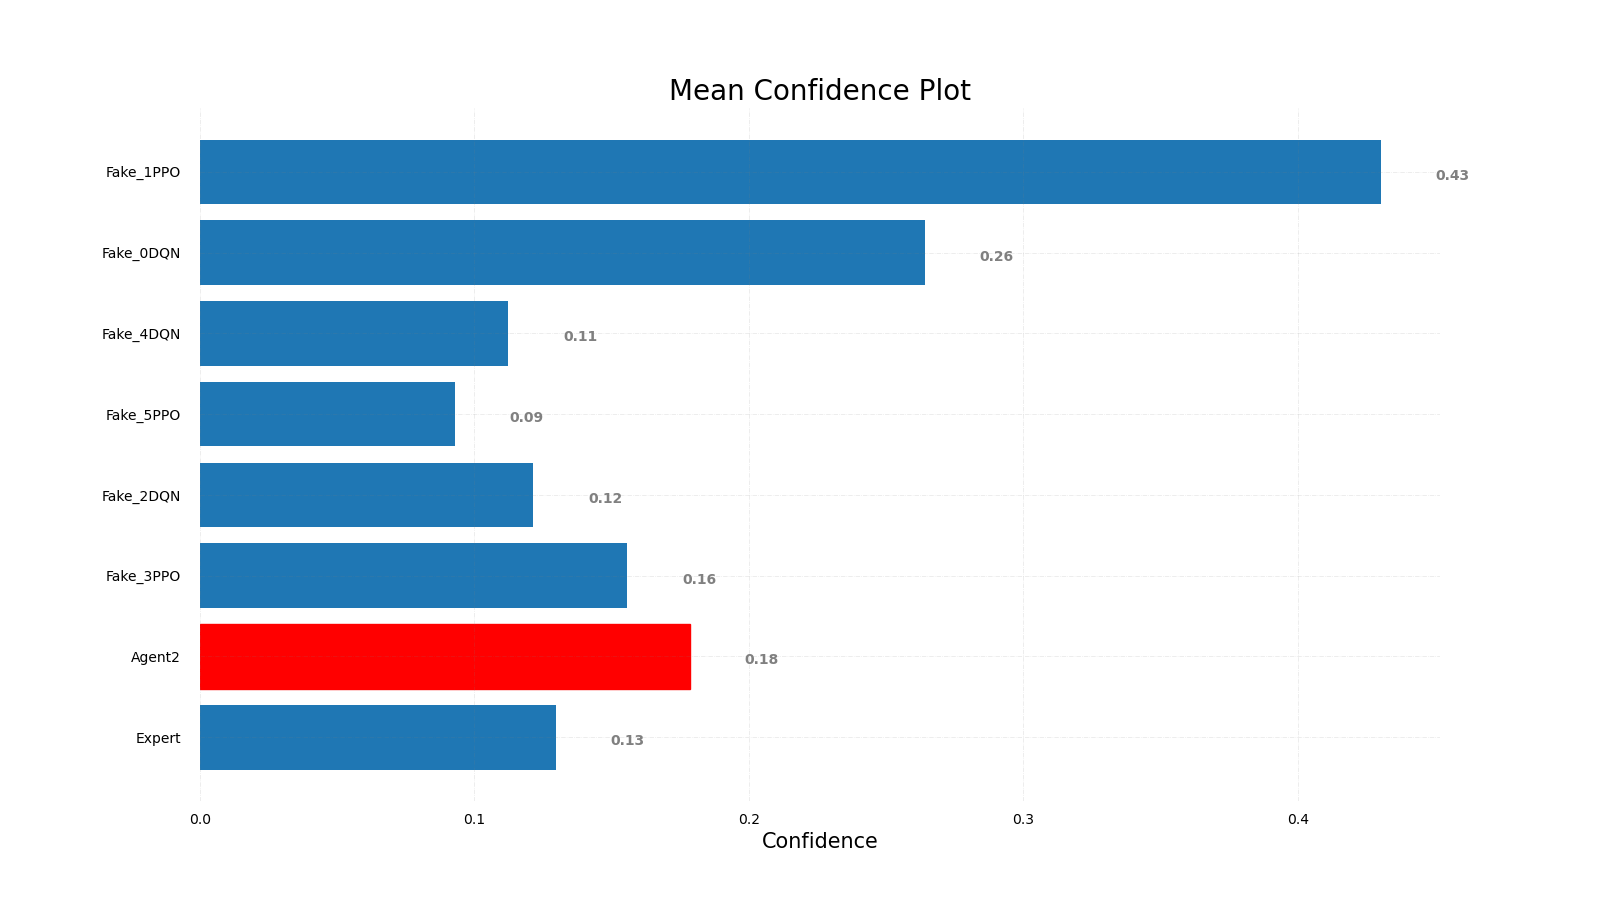 Mean Confidence Plot
Fake_1PPO 0.43
Fake_0DQN 0.26
Fake_4DQN 0.11
Fake_5PPO 0.09
Fake_2DQN 0.12
Fake_3PPO 0.16
Agent2 0.18
Expert 0.13
0.0 0.1 0.2 0.3 0.4
Confidence